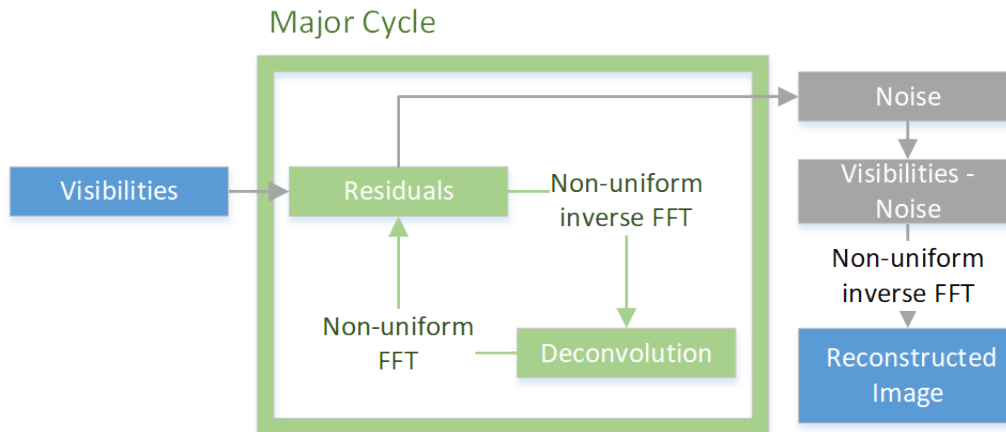 Major Cycle
Noise
Visibilities
Residuals
Non-uniform
inverse FFT
Visibilities -
Noise
Non-uniform
inverse FFT
Non-uniform
FFT
Deconvolution
Reconstructed
Image